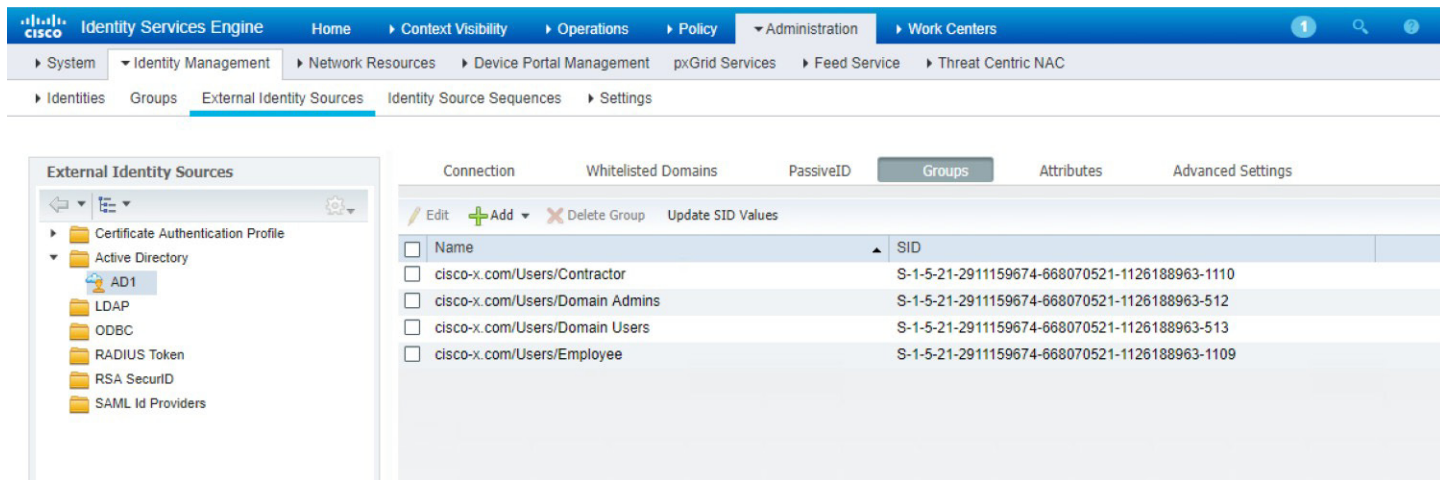 CISCO Identity Services Engine Home Context Visibility Operations Policy Administration Work Centers 1
System Identity Management Network Resources Device Portal Management pxGrid Services Feed Service Threat Centric NAC
Identities Groups External Identity Sources Identity Source Sequences Settings
External Identity Sources
Certificate Authentication Profile
Active Directory
AD1
LDAP
ODBC
RADIUS Token
RSA SecurID
SAML Id Providers
Connection Whitelisted Domains PassiveID Groups Attributes Advanced Settings
Edit Add Delete Group Update SID Values
Name SID
cisco-x.com/Users/Contractor S-1-5-21-2911159674-668070521-1126188963-1110
cisco-x.com/Users/Domain Admins S-1-5-21-2911159674-668070521-1126188963-512
cisco-x.com/Users/Domain Users S-1-5-21-2911159674-668070521-1126188963-513
cisco-x.com/Users/Employee S-1-5-21-2911159674-668070521-1126188963-1109